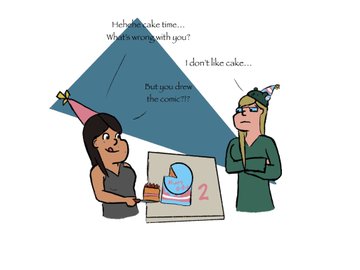 Hehehe cake time...
What's wrong with you?
I don't like cake...
But you drew
the comic?!?
2